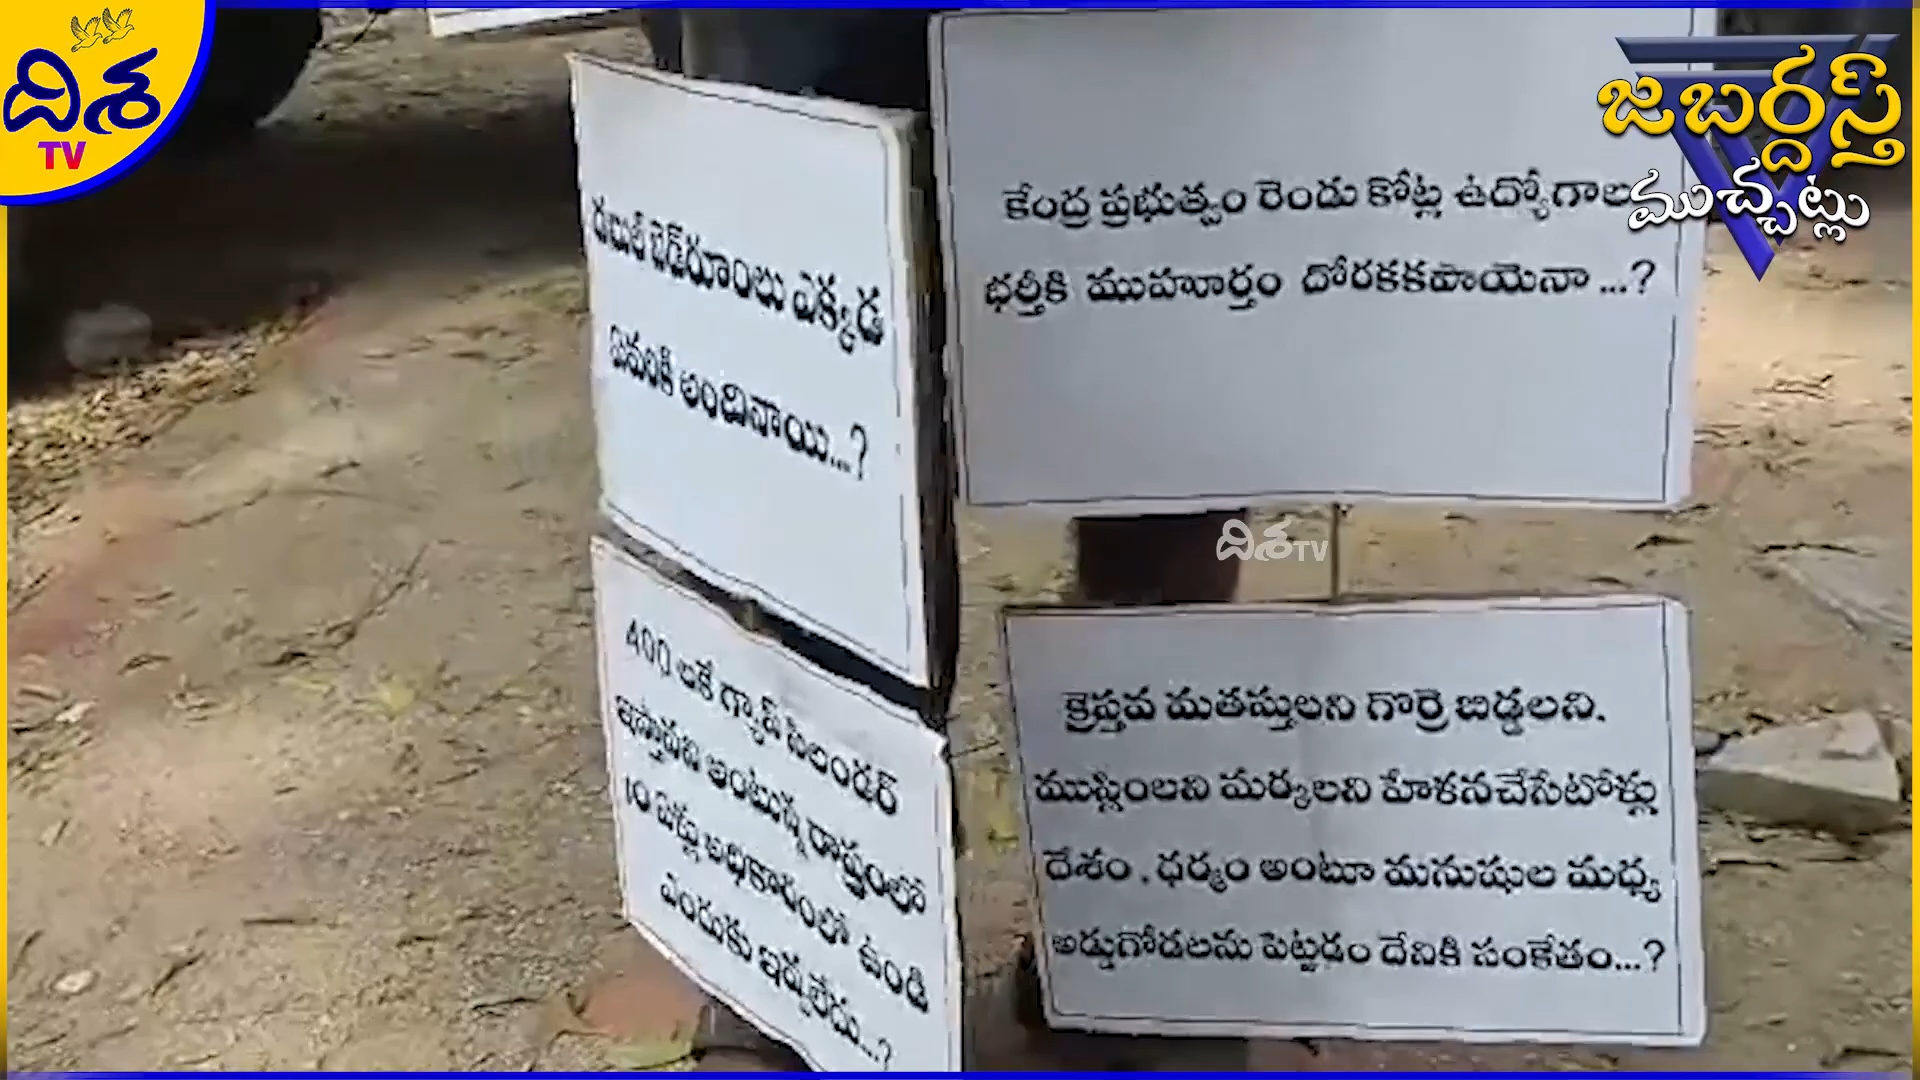 దిశ
TV
జబర్దస్త్
ముచ్చట్లు
డబుల్ బెడ్‌రూంలు ఎక్కడ
ఏమరికి అందినాయి...?
కేంద్ర ప్రభుత్వం రెండు కోట్ల ఉద్యోగాల
భర్తీకి ముహూర్తం దోరకకపొయెనా ...?
దిశTV
400 లకే గ్యాస్ సిలిండర్
ఇస్తామని అంటున్న రాష్ట్రంలో
10 ఏళ్లు అధికారంలో ఉండి
ఎందుకు ఇవ్వలేదు...?
క్రైస్తవ మతస్తులని గొర్రె బిడ్డలని.
ముస్లింలని మర్కలని హేళనచేసేటోళ్లు
దేశం . ధర్మం అంటూ మనుషుల మధ్య
అడ్డుగోడలను పెట్టడం దేనికి సంకేతం...?